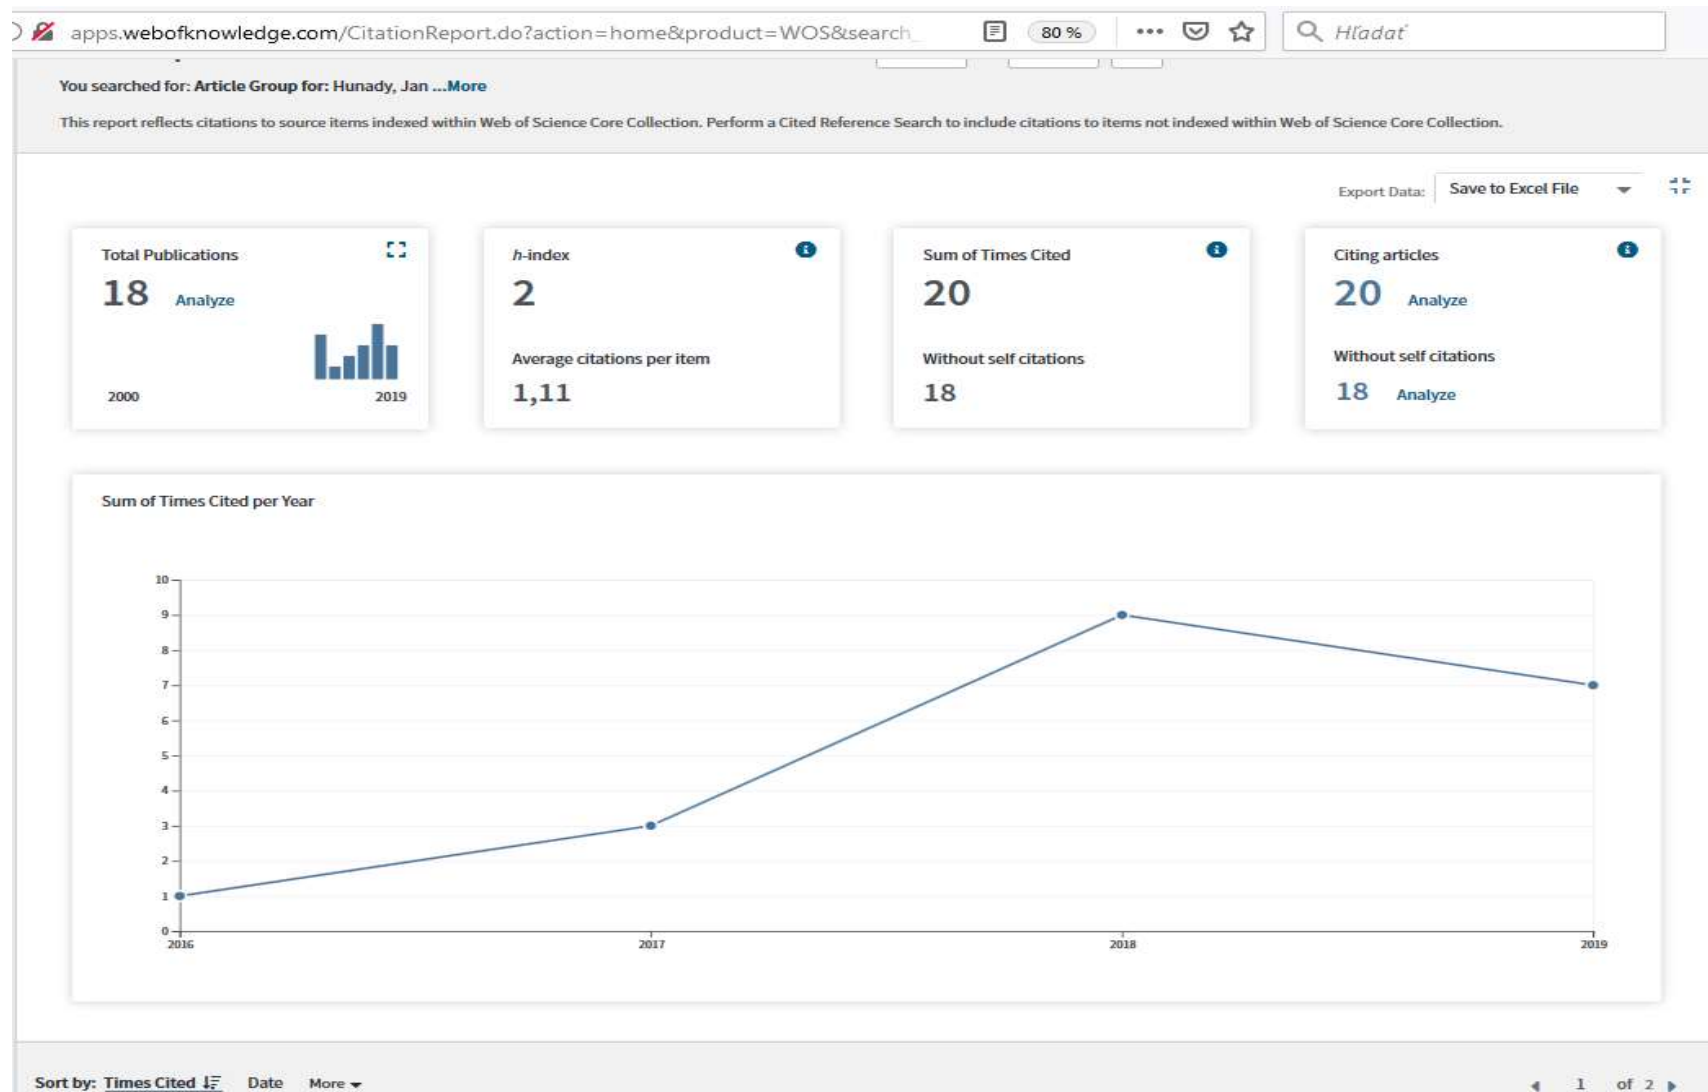 apps.webofknowledge.com/CitationReport.do?action=home&product=WOS&search_
80 %
Hľadať
You searched for: Article Group for: Hunady, Jan ...More
This report reflects citations to source items indexed within Web of Science Core Collection. Perform a Cited Reference Search to include citations to items not indexed within Web of Science Core Collection.
Export Data: Save to Excel File
Total Publications
18 Analyze
2000 2019
h-index
2
Average citations per item
1,11
Sum of Times Cited
20
Without self citations
18
Citing articles
20 Analyze
Without self citations
18 Analyze
Sum of Times Cited per Year
10
9
8
7
6
5
4
3
2
1
0
2016 2017 2018 2019
Sort by: Times Cited Date More
1 of 2